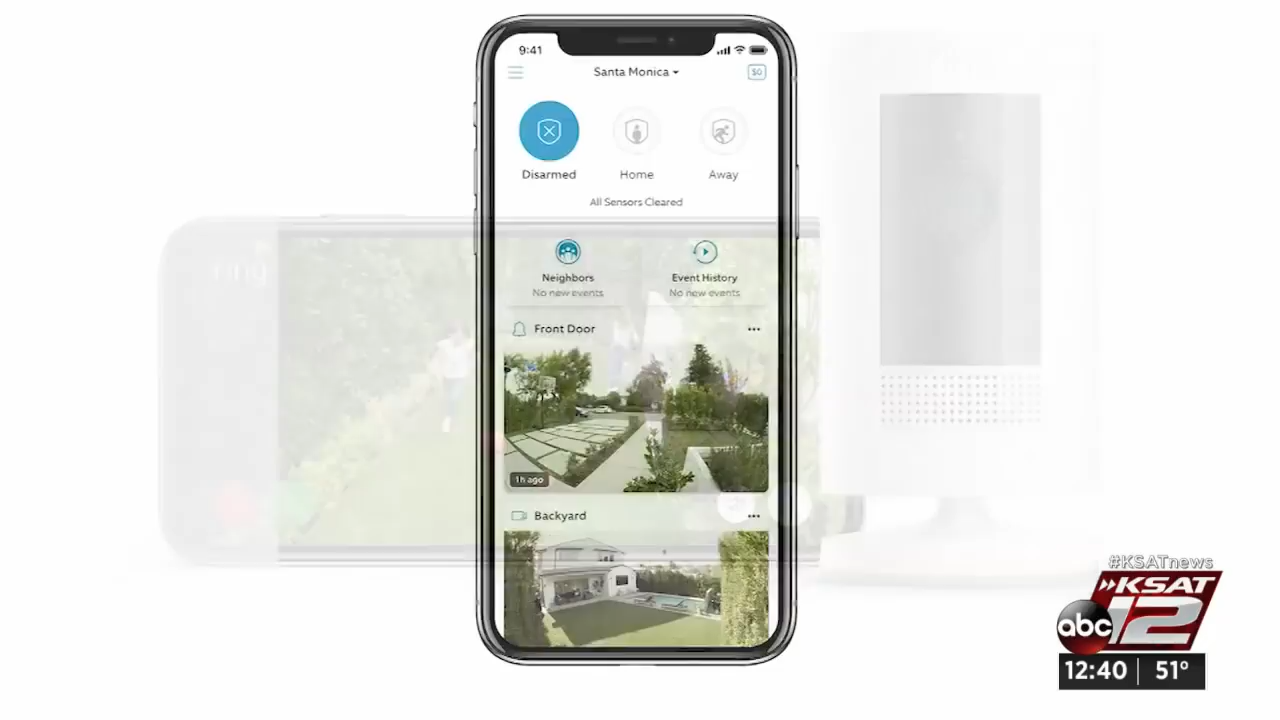 9:41
Santa Monica
$0
Disarmed
Home
Away
All Sensors Cleared
Neighbors
No new events
Event History
No new events
Front Door
1h ago
Backyard
ring
#KSATnews
KSAT
abc 12
12:40 51°